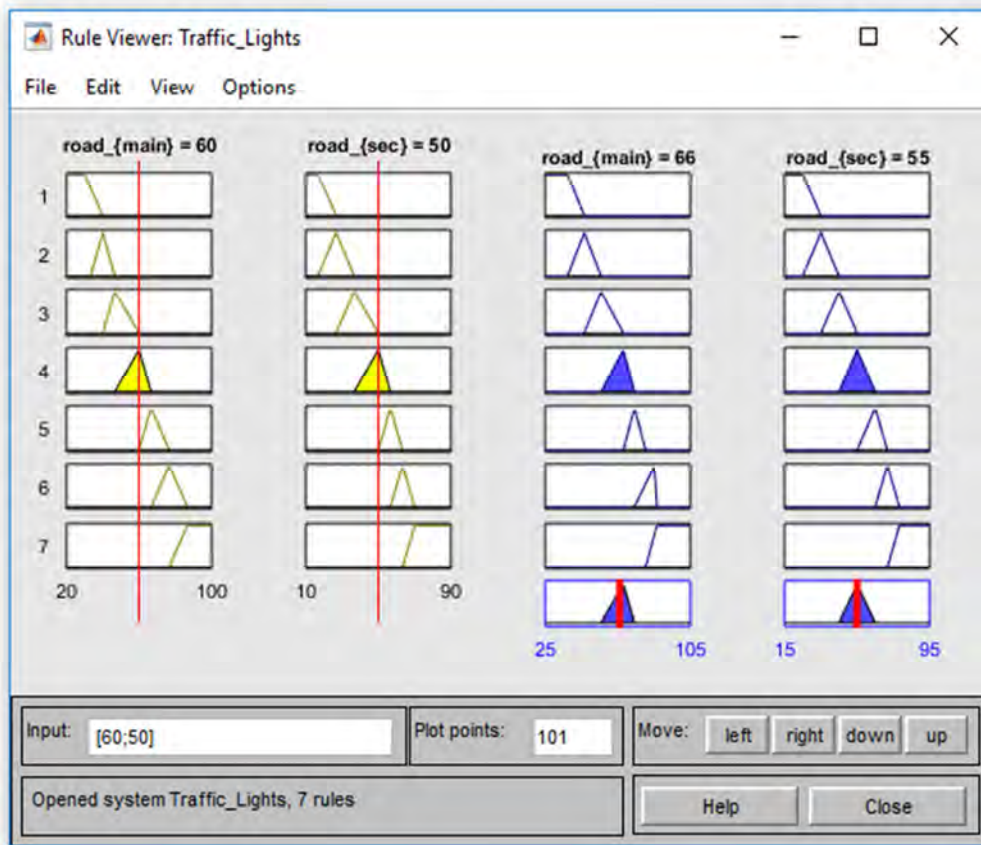 Rule Viewer: Traffic_Lights
File Edit View Options
road_{main} = 60 road_{sec} = 50 road_{main} = 66 road_{sec} = 55
1
2
3
4
5
6
7
20 100 10 90
25 105 15 95
Input: [60;50] Plot points: 101 Move: left right down up
Opened system Traffic_Lights, 7 rules Help Close